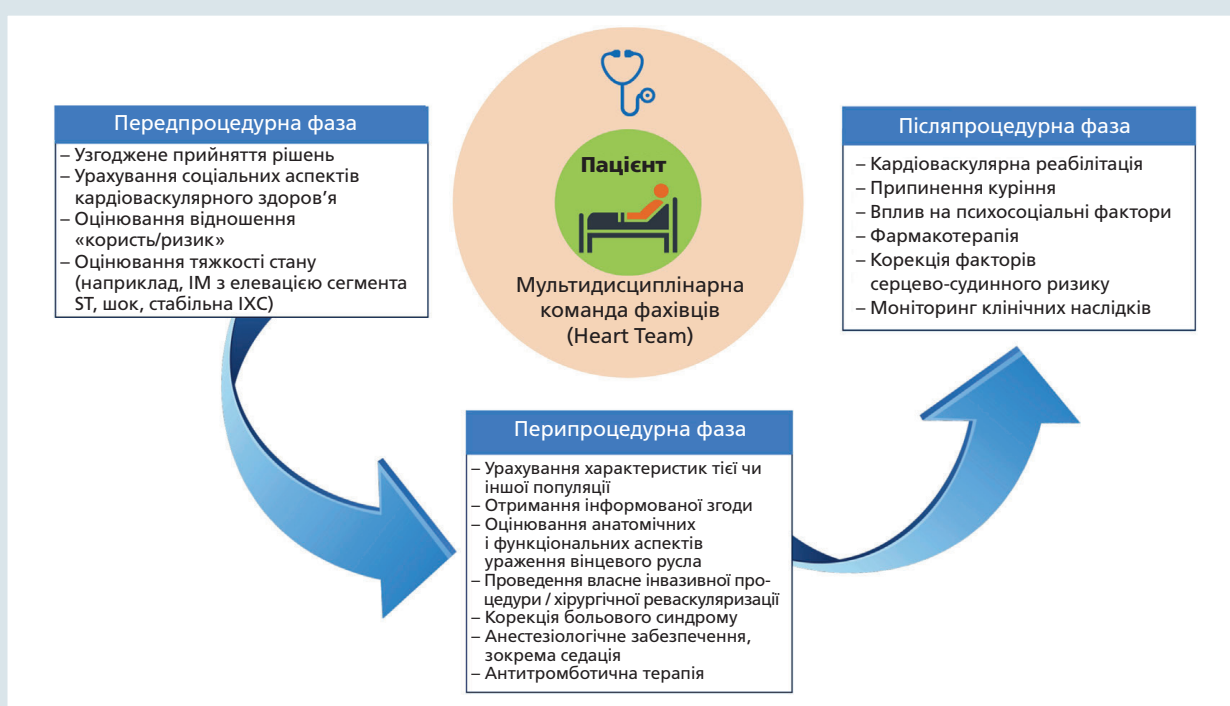 Передпроцедурна фаза
– Узгоджене прийняття рішень
– Урахування соціальних аспектів
кардіоваскулярного здоров’я
– Оцінювання відношення
«користь/ризик»
– Оцінювання тяжкості стану
(наприклад, ІМ з елевацією сегмента
ST, шок, стабільна ІХС)
Пацієнт
Мультидисциплінарна
команда фахівців
(Heart Team)
Перипроцедурна фаза
– Урахування характеристик тієї чи
іншої популяції
– Отримання інформованої згоди
– Оцінювання анатомічних
і функціональних аспектів
ураження вінцевого русла
– Проведення власне інвазивної про-
цедури / хірургічної реваскуляризації
– Корекція больового синдрому
– Анестезіологічне забезпечення,
зокрема седація
– Антитромботична терапія
Післяпроцедурна фаза
– Кардіоваскулярна реабілітація
– Припинення куріння
– Вплив на психосоціальні фактори
– Фармакотерапія
– Корекція факторів
серцево-судинного ризику
– Моніторинг клінічних наслідків